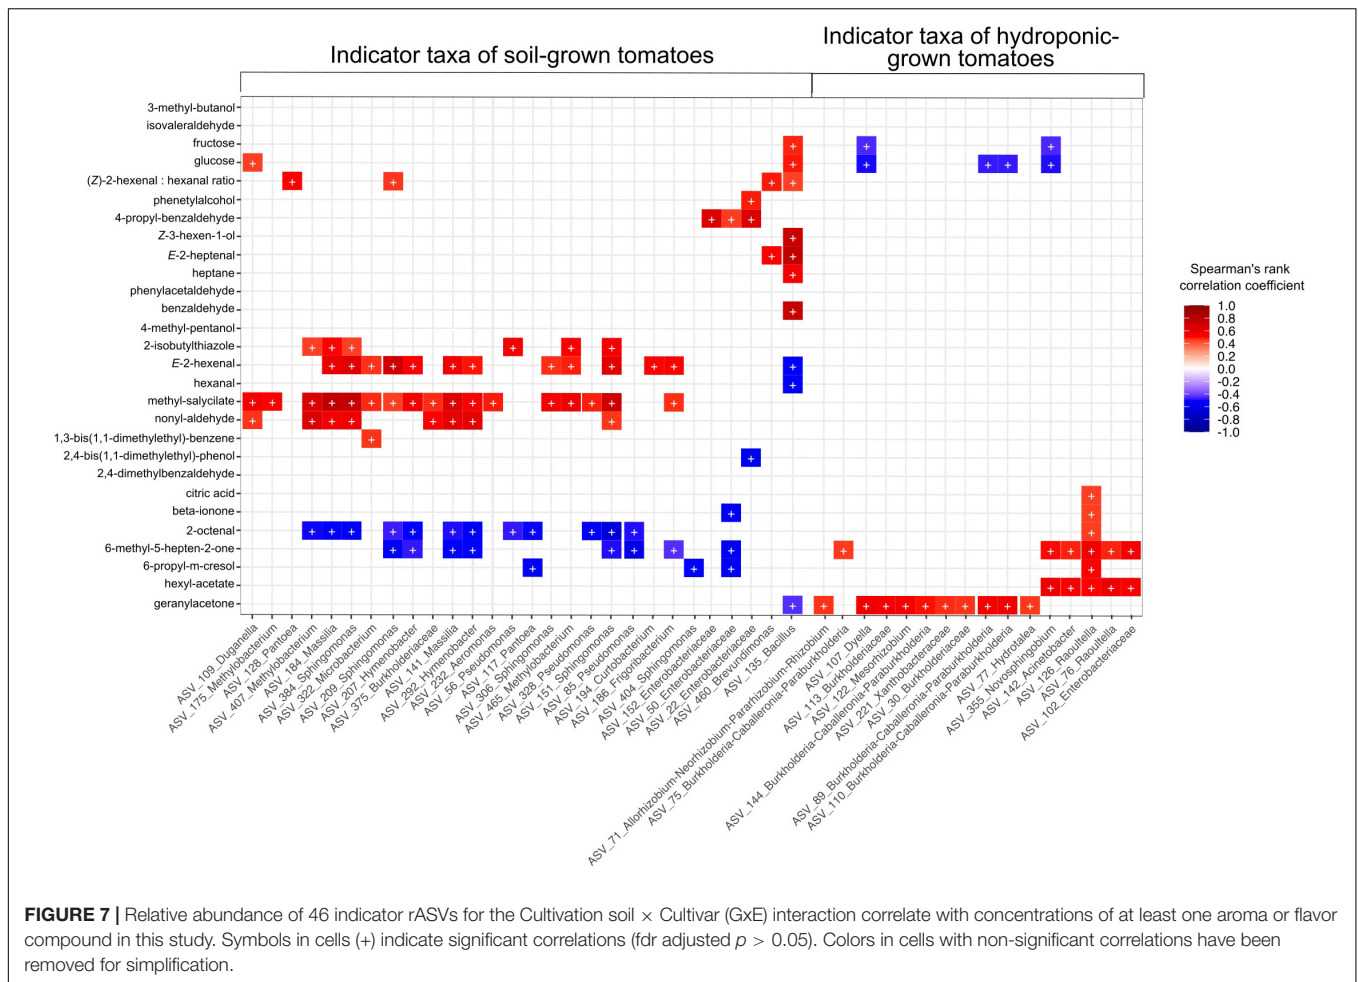 Indicator taxa of soil-grown tomatoes
Indicator taxa of hydroponic-
grown tomatoes
3-methyl-butanol
isovaleraldehyde
fructose
glucose
(Z)-2-hexenal : hexanal ratio
phenetylalcohol
4-propyl-benzaldehyde
Z-3-hexen-1-ol
E-2-heptenal
heptane
phenylacetaldehyde
benzaldehyde
4-methyl-pentanol
2-isobutylthiazole
E-2-hexenal
hexanal
methyl-salycilate
nonyl-aldehyde
1,3-bis(1,1-dimethylethyl)-benzene
2,4-bis(1,1-dimethylethyl)-phenol
2,4-dimethylbenzaldehyde
citric acid
beta-ionone
2-octenal
6-methyl-5-hepten-2-one
6-propyl-m-cresol
hexyl-acetate
geranylacetone
Spearman's rank
correlation coefficient
1.0
0.8
0.6
0.4
0.2
0.0
-0.2
-0.4
-0.6
-0.8
-1.0
ASV_109_Duganella
ASV_175_Methylobacterium
ASV_128_Pantoea
ASV_407_Methylobacterium
ASV_184_Massilia
ASV_384_Sphingomonas
ASV_322_Microbacterium
ASV_209_Sphingomonas
ASV_207_Hymenobacter
ASV_375_Burkholderiaceae
ASV_141_Massilia
ASV_292_Hymenobacter
ASV_232_Aeromonas
ASV_56_Pseudomonas
ASV_117_Pantoea
ASV_306_Sphingomonas
ASV_465_Methylobacterium
ASV_328_Pseudomonas
ASV_151_Sphingomonas
ASV_85_Pseudomonas
ASV_194_Curtobacterium
ASV_186_Frigoribacterium
ASV_404_Sphingomonas
ASV_152_Enterobacteriaceae
ASV_50_Enterobacteriaceae
ASV_22_Enterobacteriaceae
ASV_460_Brevundimonas
ASV_135_Bacillus
ASV_71_Allorhizobium-Neorhizobium-Pararhizobium-Rhizobium
ASV_75_Burkholderia-Caballeronia-Paraburkholderia
ASV_107_Dyella
ASV_113_Burkholderiaceae
ASV_122_Mesorhizobium
ASV_144_Burkholderia-Caballeronia-Paraburkholderia
ASV_221_Xanthobacteraceae
ASV_30_Burkholderiaceae
ASV_89_Burkholderia-Caballeronia-Paraburkholderia
ASV_110_Burkholderia-Caballeronia-Paraburkholderia
ASV_77_Hydrotalea
ASV_355_Novosphingobium
ASV_142_Acinetobacter
ASV_129_Raoultella
ASV_76_Raoultella
ASV_102_Enterobacteriaceae
FIGURE 7 | Relative abundance of 46 indicator rASVs for the Cultivation soil × Cultivar (GxE) interaction correlate with concentrations of at least one aroma or flavor
compound in this study. Symbols in cells (+) indicate significant correlations (fdr adjusted p > 0.05). Colors in cells with non-significant correlations have been
removed for simplification.